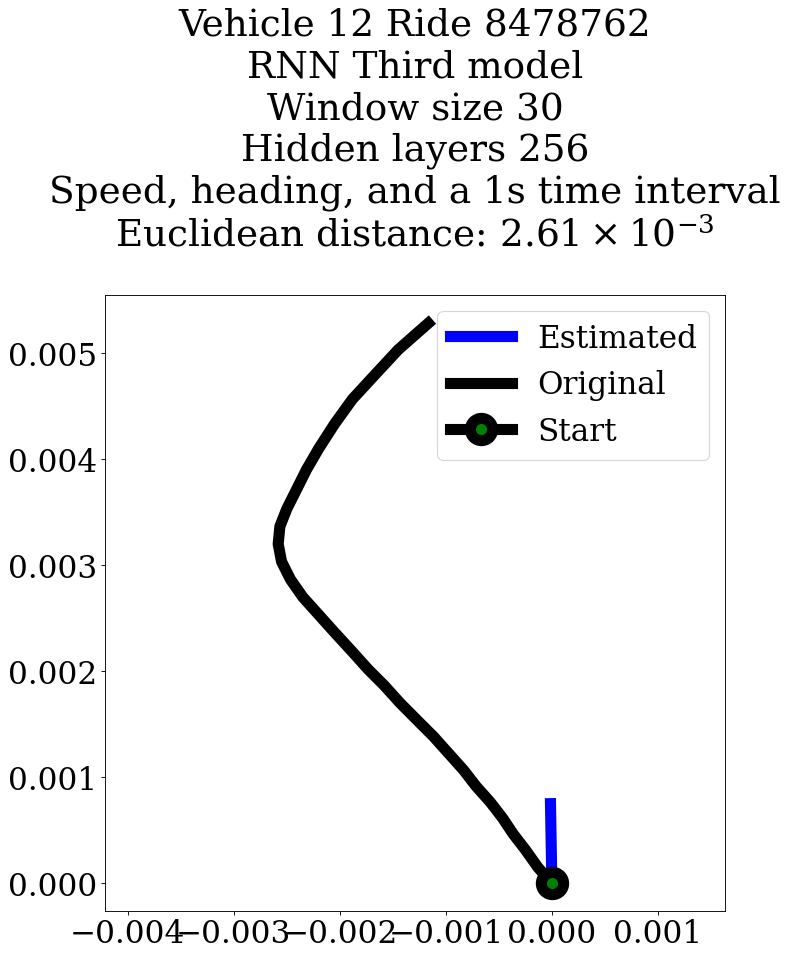 Vehicle 12 Ride 8478762
RNN Third model
Window size 30
Hidden layers 256
Speed, heading, and a 1s time interval
Euclidean distance: 2.61 × 10⁻³
Estimated
Original
Start
0.005
0.004
0.003
0.002
0.001
0.000
−0.004 −0.003 −0.002 −0.001 0.000 0.001